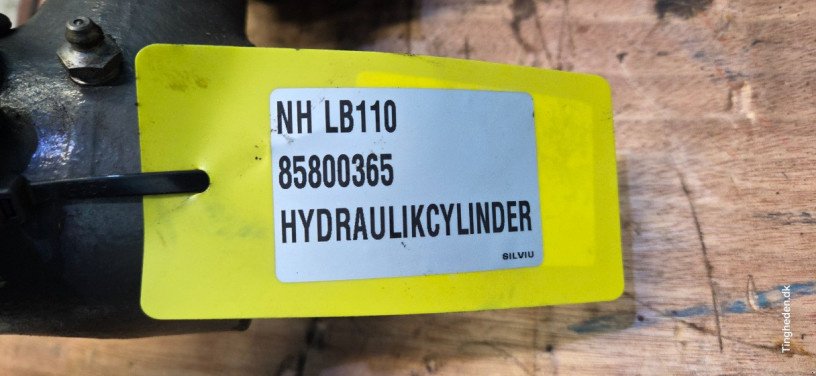 NH LB110
85800365
HYDRAULIKCYLINDER
SILVIU
Tingheden.dk